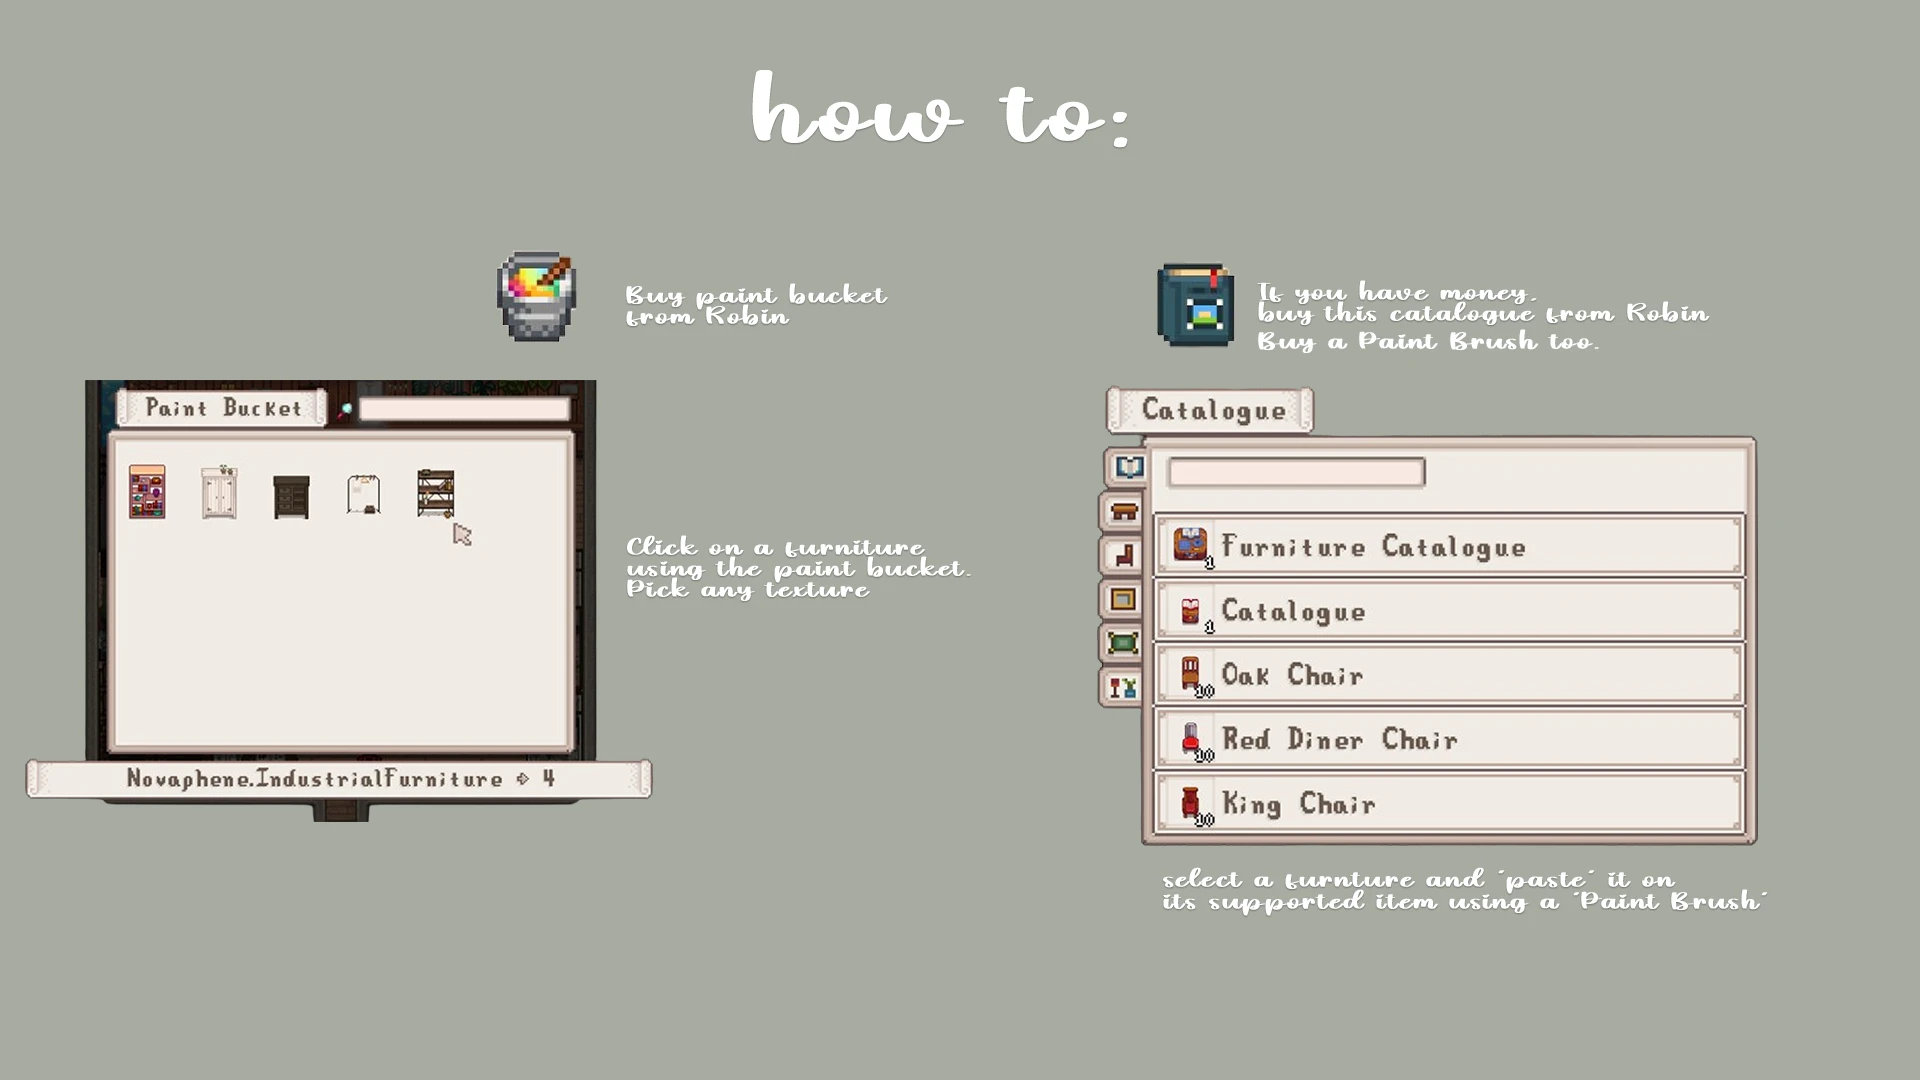 how to:
Buy paint bucket
from Robin
Paint Bucket
Click on a furniture
using the paint bucket.
Pick any texture
Novaphene.IndustrialFurniture 4
If you have money,
buy this catalogue from Robin
Buy a Paint Brush too.
Catalogue
Furniture Catalogue
1
Catalogue
1
Oak Chair
10
Red Diner Chair
10
King Chair
10
select a furnture and "paste" it on
its supported item using a "Paint Brush"